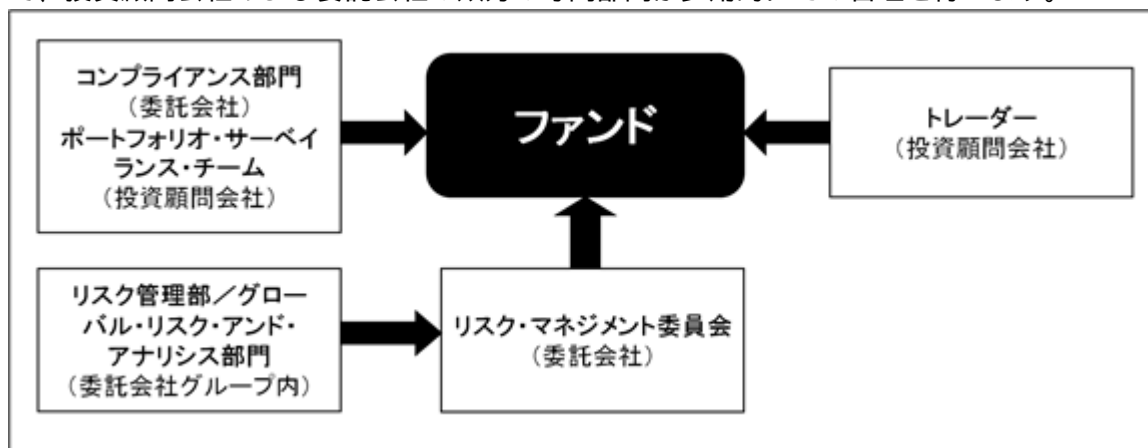 コンプライアンス部門
（委託会社）
ポートフォリオ・サーベイ
ランス・チーム
（投資顧問会社）
ファンド
トレーダー
（投資顧問会社）
リスク管理部／グロー
バル・リスク・アンド・
アナリシス部門
（委託会社グループ内）
リスク・マネジメント委員会
（委託会社）